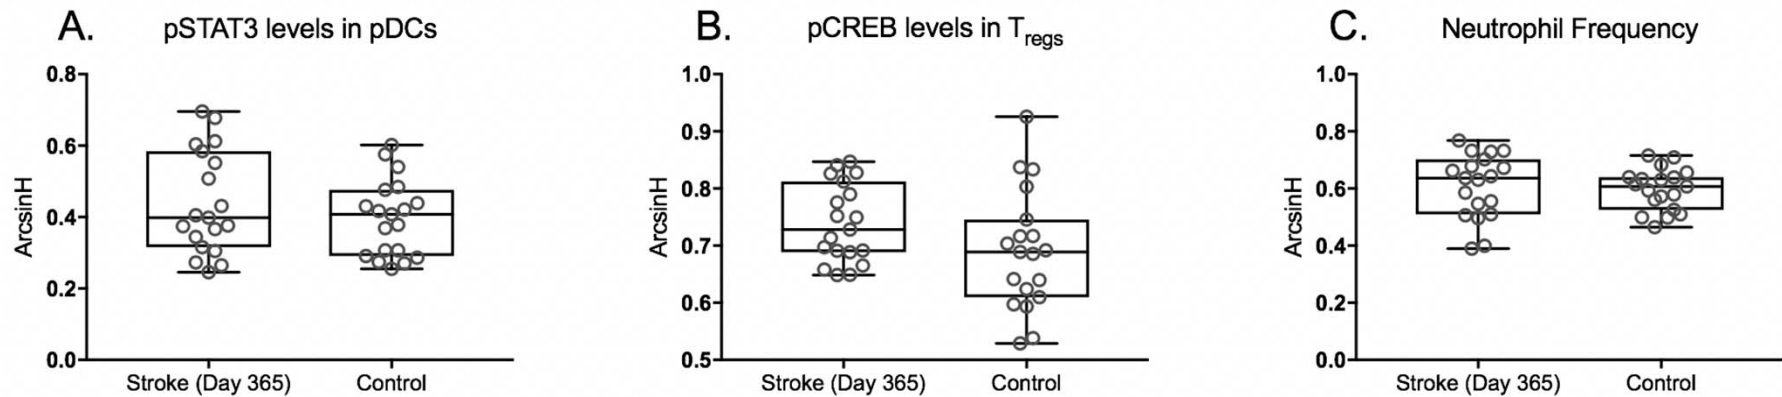 A. pSTAT3 levels in pDCs
ArcsinH
0.8
0.6
0.4
0.2
0.0
Stroke (Day 365) Control
B. pCREB levels in Tregs
ArcsinH
1.0
0.9
0.8
0.7
0.6
0.5
Stroke (Day 365) Control
C. Neutrophil Frequency
ArcsinH
1.0
0.8
0.6
0.4
0.2
0.0
Stroke (Day 365) Control